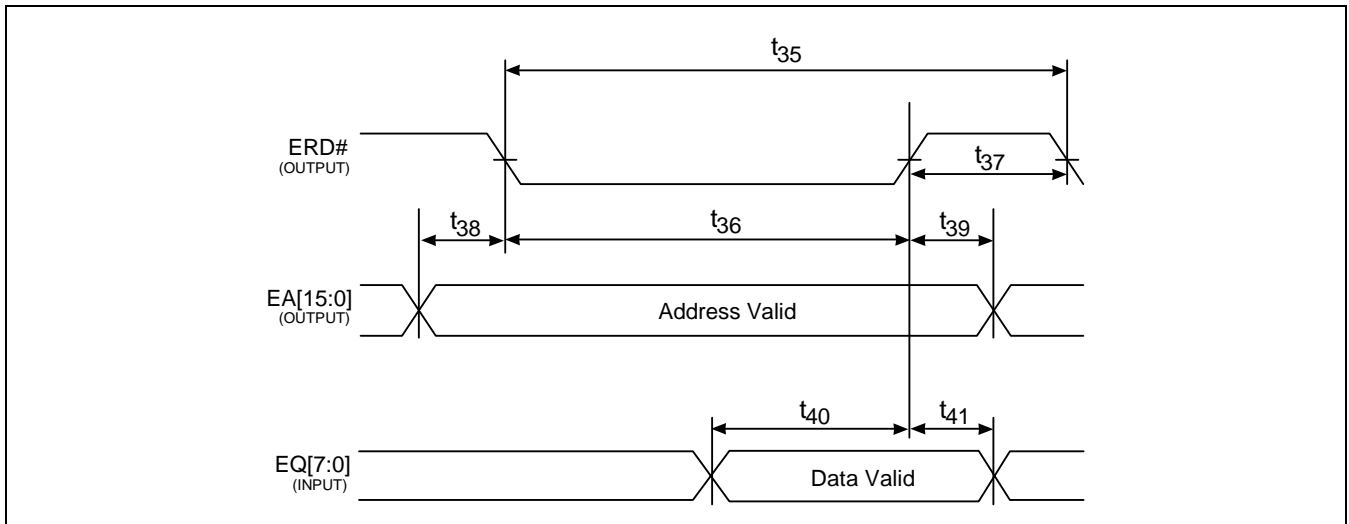 t35
ERD#
(OUTPUT)
t37
t38
t36
t39
EA[15:0]
(OUTPUT)
Address Valid
t40
t41
EQ[7:0]
(INPUT)
Data Valid